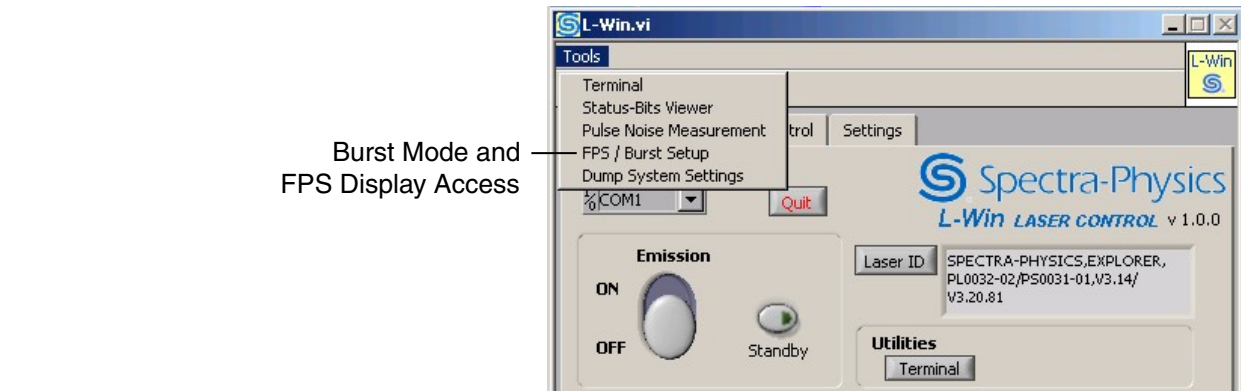 L-Win.vi
Tools
L-Win
Terminal
Status-Bits Viewer
Pulse Noise Measurement
trol
Settings
Burst Mode and
FPS / Burst Setup
FPS Display Access
Dump System Settings
COM1
Quit
Spectra-Physics
L-Win LASER CONTROL v 1.0.0
Emission
Laser ID
SPECTRA-PHYSICS,EXPLORER,
PL0032-02/PS0031-01,V3.14/
V3.20.81
ON
OFF
Standby
Utilities
Terminal